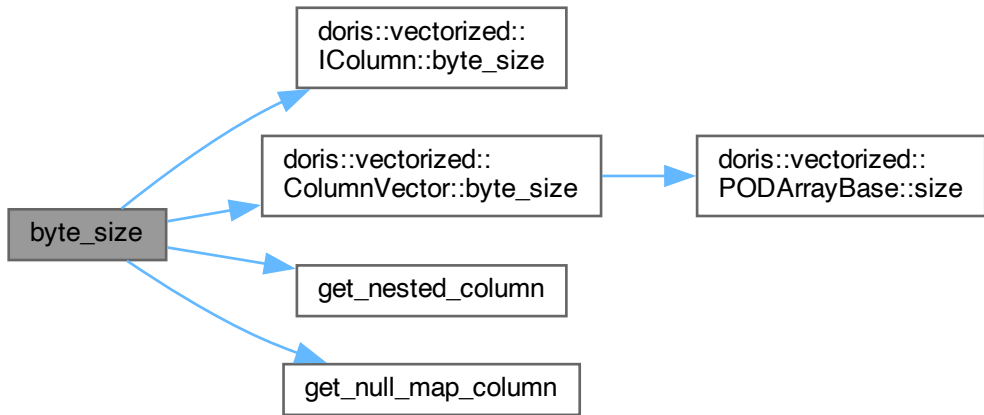 doris::vectorized::
IColumn::byte_size
doris::vectorized::
ColumnVector::byte_size
doris::vectorized::
PODArrayBase::size
byte_size
get_nested_column
get_null_map_column